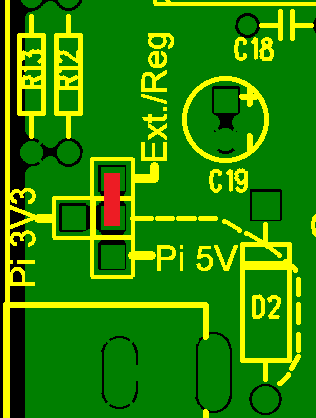 C18
R13
R12
Ext./Reg
+
C19
Pi 3V3
Pi 5V
D2